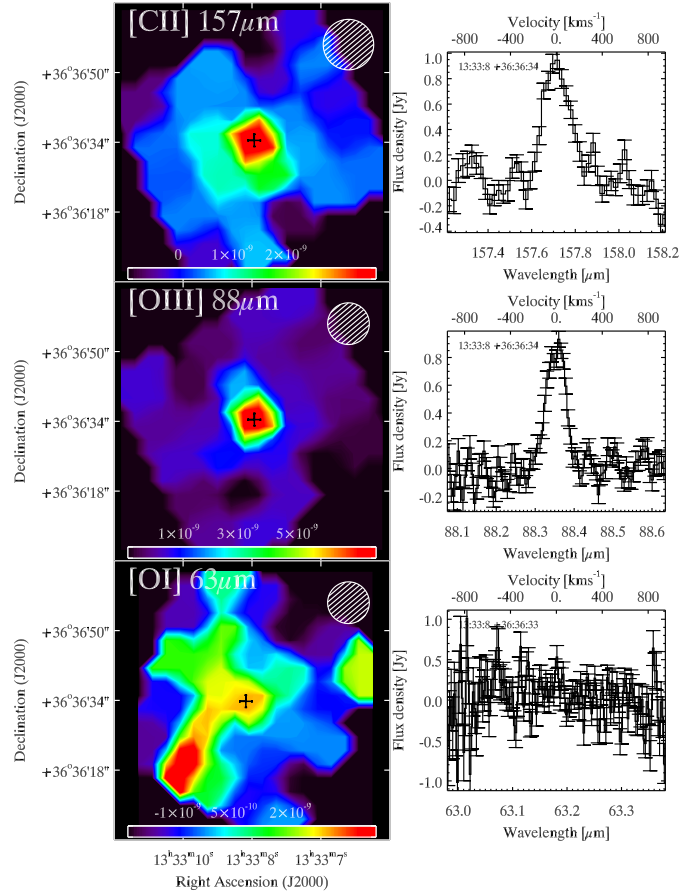 [CII] 157μm
Declination (J2000)
+36°36'50"
+36°36'34"
+36°36'18"
0 1×10⁻⁹ 2×10⁻⁹
Velocity [kms⁻¹]
-800 -400 0 400 800
13:33:8 +36:36:34
Flux density [Jy]
1.0
0.8
0.6
0.4
0.2
0.0
-0.2
-0.4
157.4 157.6 157.8 158.0 158.2
Wavelength [μm]
[OIII] 88μm
Declination (J2000)
+36°36'50"
+36°36'34"
+36°36'18"
1×10⁻⁹ 3×10⁻⁹ 5×10⁻⁹
Velocity [kms⁻¹]
-800 -400 0 400 800
13:33:8 +36:36:34
Flux density [Jy]
0.8
0.6
0.4
0.2
0.0
-0.2
88.1 88.2 88.3 88.4 88.5 88.6
Wavelength [μm]
[OI] 63μm
Declination (J2000)
+36°36'50"
+36°36'34"
+36°36'18"
-1×10⁻⁹ 5×10⁻¹⁰ 2×10⁻⁹
13ʰ33ᵐ10ˢ 13ʰ33ᵐ8ˢ 13ʰ33ᵐ7ˢ
Right Ascension (J2000)
Velocity [kms⁻¹]
-800 -400 0 400 800
13:33:8 +36:36:33
Flux density [Jy]
1.0
0.5
0.0
-0.5
-1.0
63.0 63.1 63.2 63.3
Wavelength [μm]